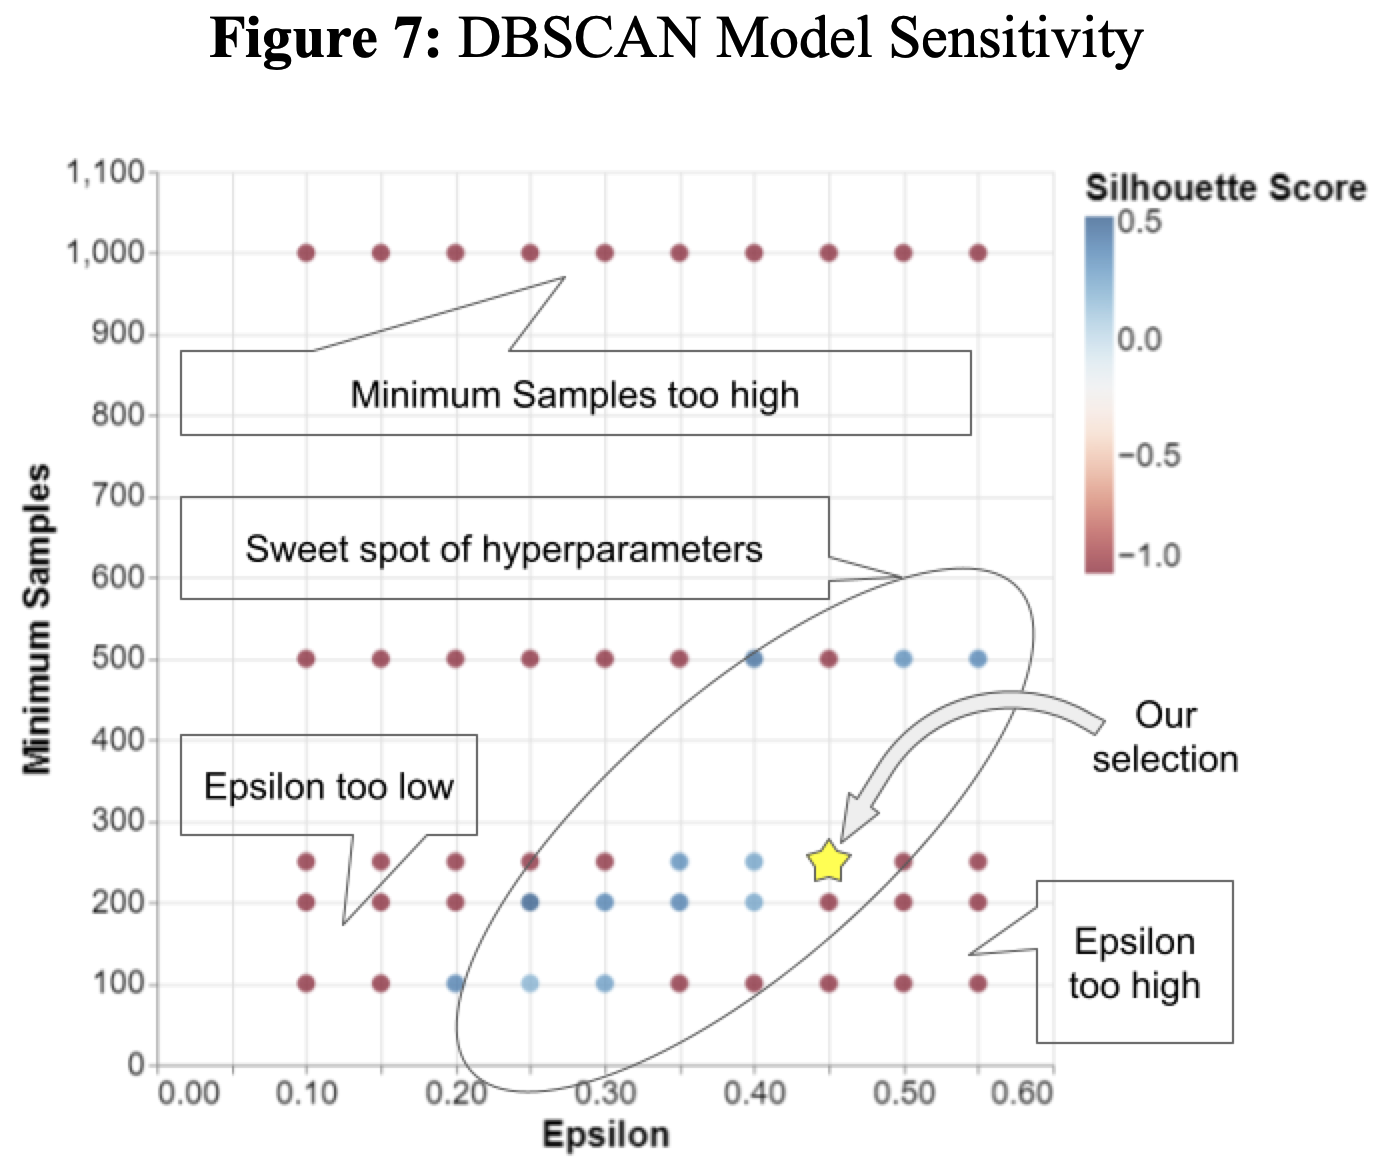 Figure 7: DBSCAN Model Sensitivity
1,100
1,000
900
800
700
600
500
400
300
200
100
0
Minimum Samples
0.00
0.10
0.20
0.30
0.40
0.50
0.60
Epsilon
Silhouette Score
0.5
0.0
−0.5
−1.0
Minimum Samples too high
Sweet spot of hyperparameters
Epsilon too low
Our
selection
Epsilon
too high